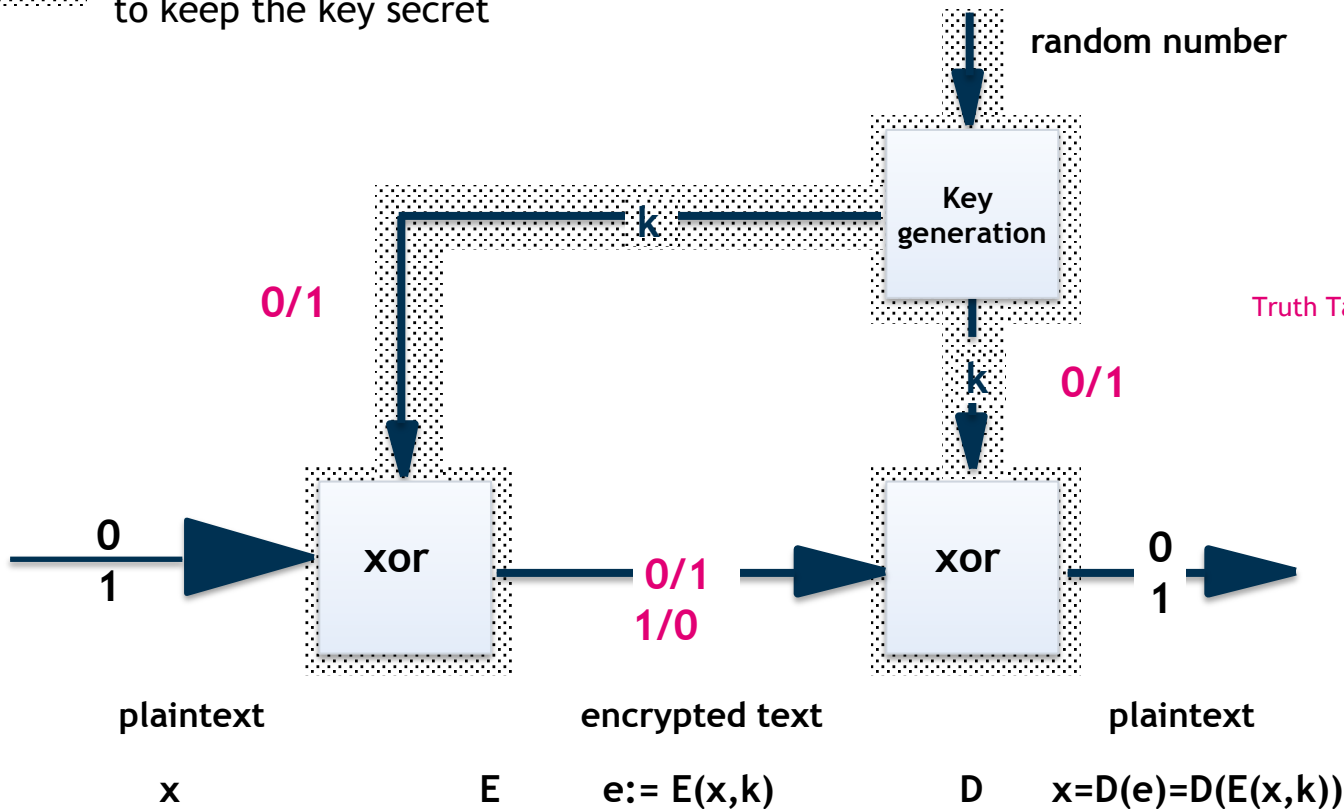 to keep the key secret
random number
Key
generation
k
0/1
Truth Ta
k
0/1
0
1
xor
0/1
1/0
xor
0
1
plaintext
encrypted text
plaintext
x
E
e:= E(x,k)
D
x=D(e)=D(E(x,k))